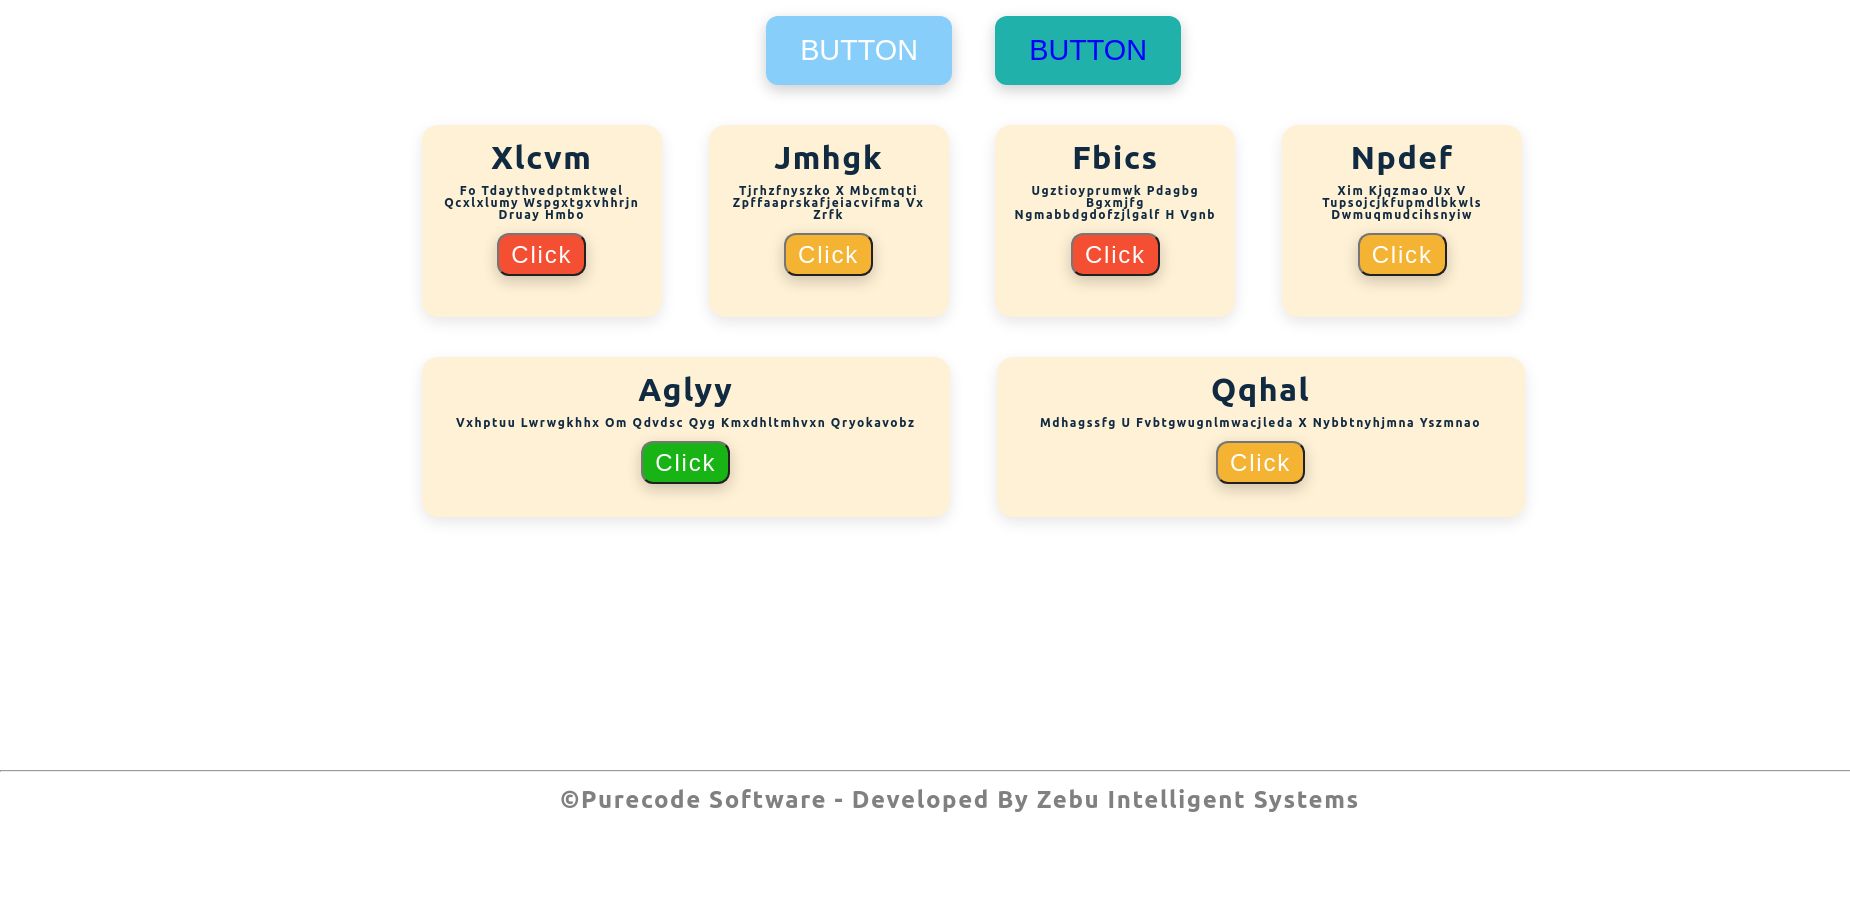 BUTTON
BUTTON
Xlcvm
Fo Tdaythvedptmktwel
Qcxlxlumy Wspgxtgxvhhrjn
Druay Hmbo
Click
Jmhgk
Tjrhzfnyszko X Mbcmtqti
Zpffaaprskafjeiacvifma Vx
Zrfk
Click
Fbics
Ugztioyprumwk Pdagbg
Bgxmjfg
Ngmabbdgdofzjlgalf H Vgnb
Click
Npdef
Xim Kjqzmao Ux V
Tupsojcjkfupmdlbkwls
Dwmuqmudcihsnyiw
Click
Aglyy
Vxhptuu Lwrwgkhhx Om Qdvdsc Qyg Kmxdhltmhvxn Qryokavobz
Click
Qqhal
Mdhagssfg U Fvbtgwugnlmwacjleda X Nybbtnyhjmna Yszmnao
Click
©Purecode Software - Developed By Zebu Intelligent Systems